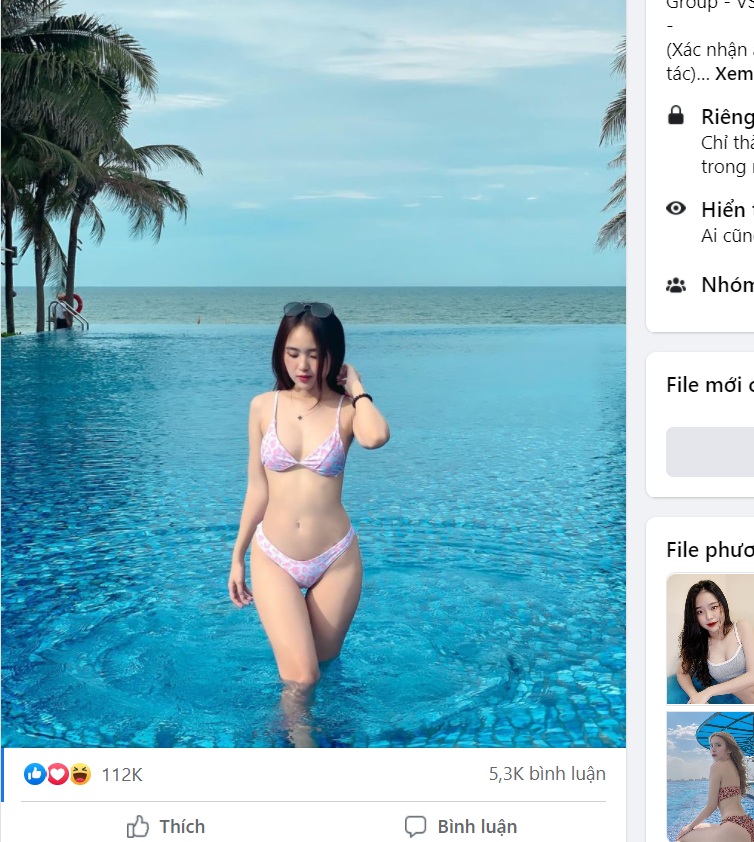 Group - VS
-
(Xác nhận
tác)... Xem
Riêng
Chỉ th
trong
Hiển
Ai cũn
Nhóm
File mới
File phươ
112K
5,3K bình luận
Thích
Bình luận